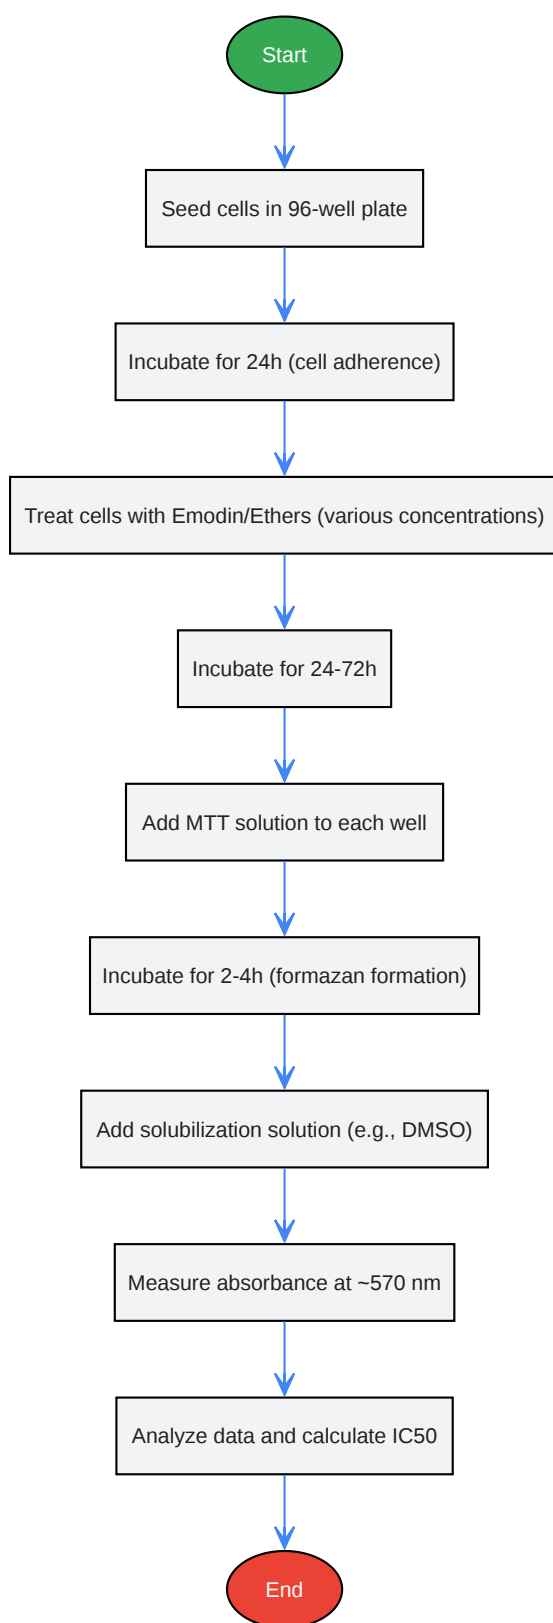 Start
Seed cells in 96-well plate
Incubate for 24h (cell adherence)
Treat cells with Emodin/Ethers (various concentrations)
Incubate for 24-72h
Add MTT solution to each well
Incubate for 2-4h (formazan formation)
Add solubilization solution (e.g., DMSO)
Measure absorbance at ~570 nm
Analyze data and calculate IC50
End